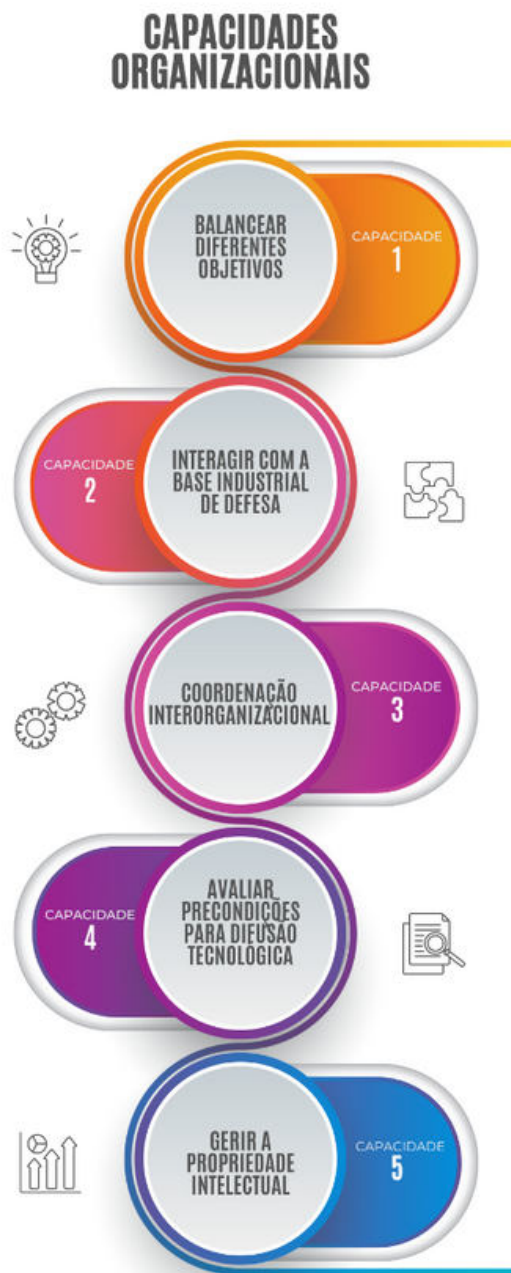 CAPACIDADES
ORGANIZACIONAIS
BALANCEAR
DIFERENTES
OBJETIVOS
CAPACIDADE
1
CAPACIDADE
2
INTERAGIR COM A
BASE INDUSTRIAL
DE DEFESA
COORDENAÇÃO
INTERORGANIZACIONAL
CAPACIDADE
3
CAPACIDADE
4
AVALIAR
PRECONDIÇÕES
PARA DIFUSÃO
TECNOLÓGICA
GERIR A
PROPRIEDADE
INTELECTUAL
CAPACIDADE
5